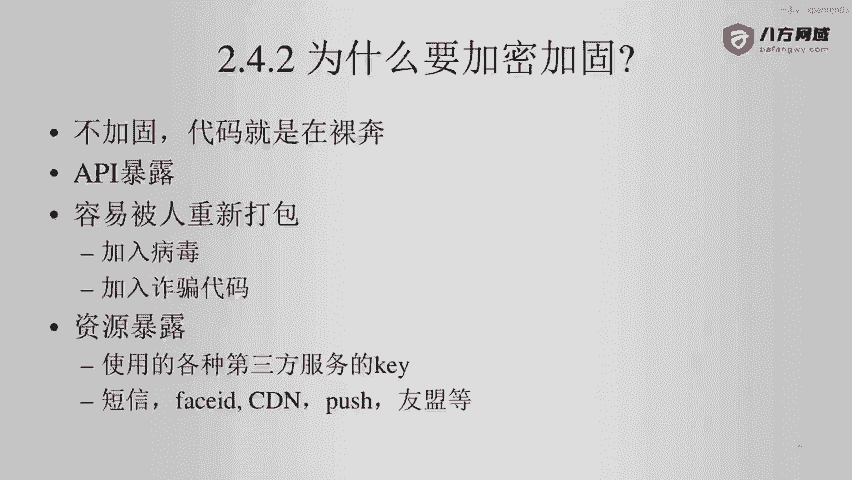 八方网域
bafangwy.com
2.4.2 为什么要加密加固?
• 不加固，代码就是在裸奔
• API暴露
• 容易被人重新打包
– 加入病毒
– 加入诈骗代码
• 资源暴露
– 使用的各种第三方服务的key
– 短信，faceid, CDN，push，友盟等